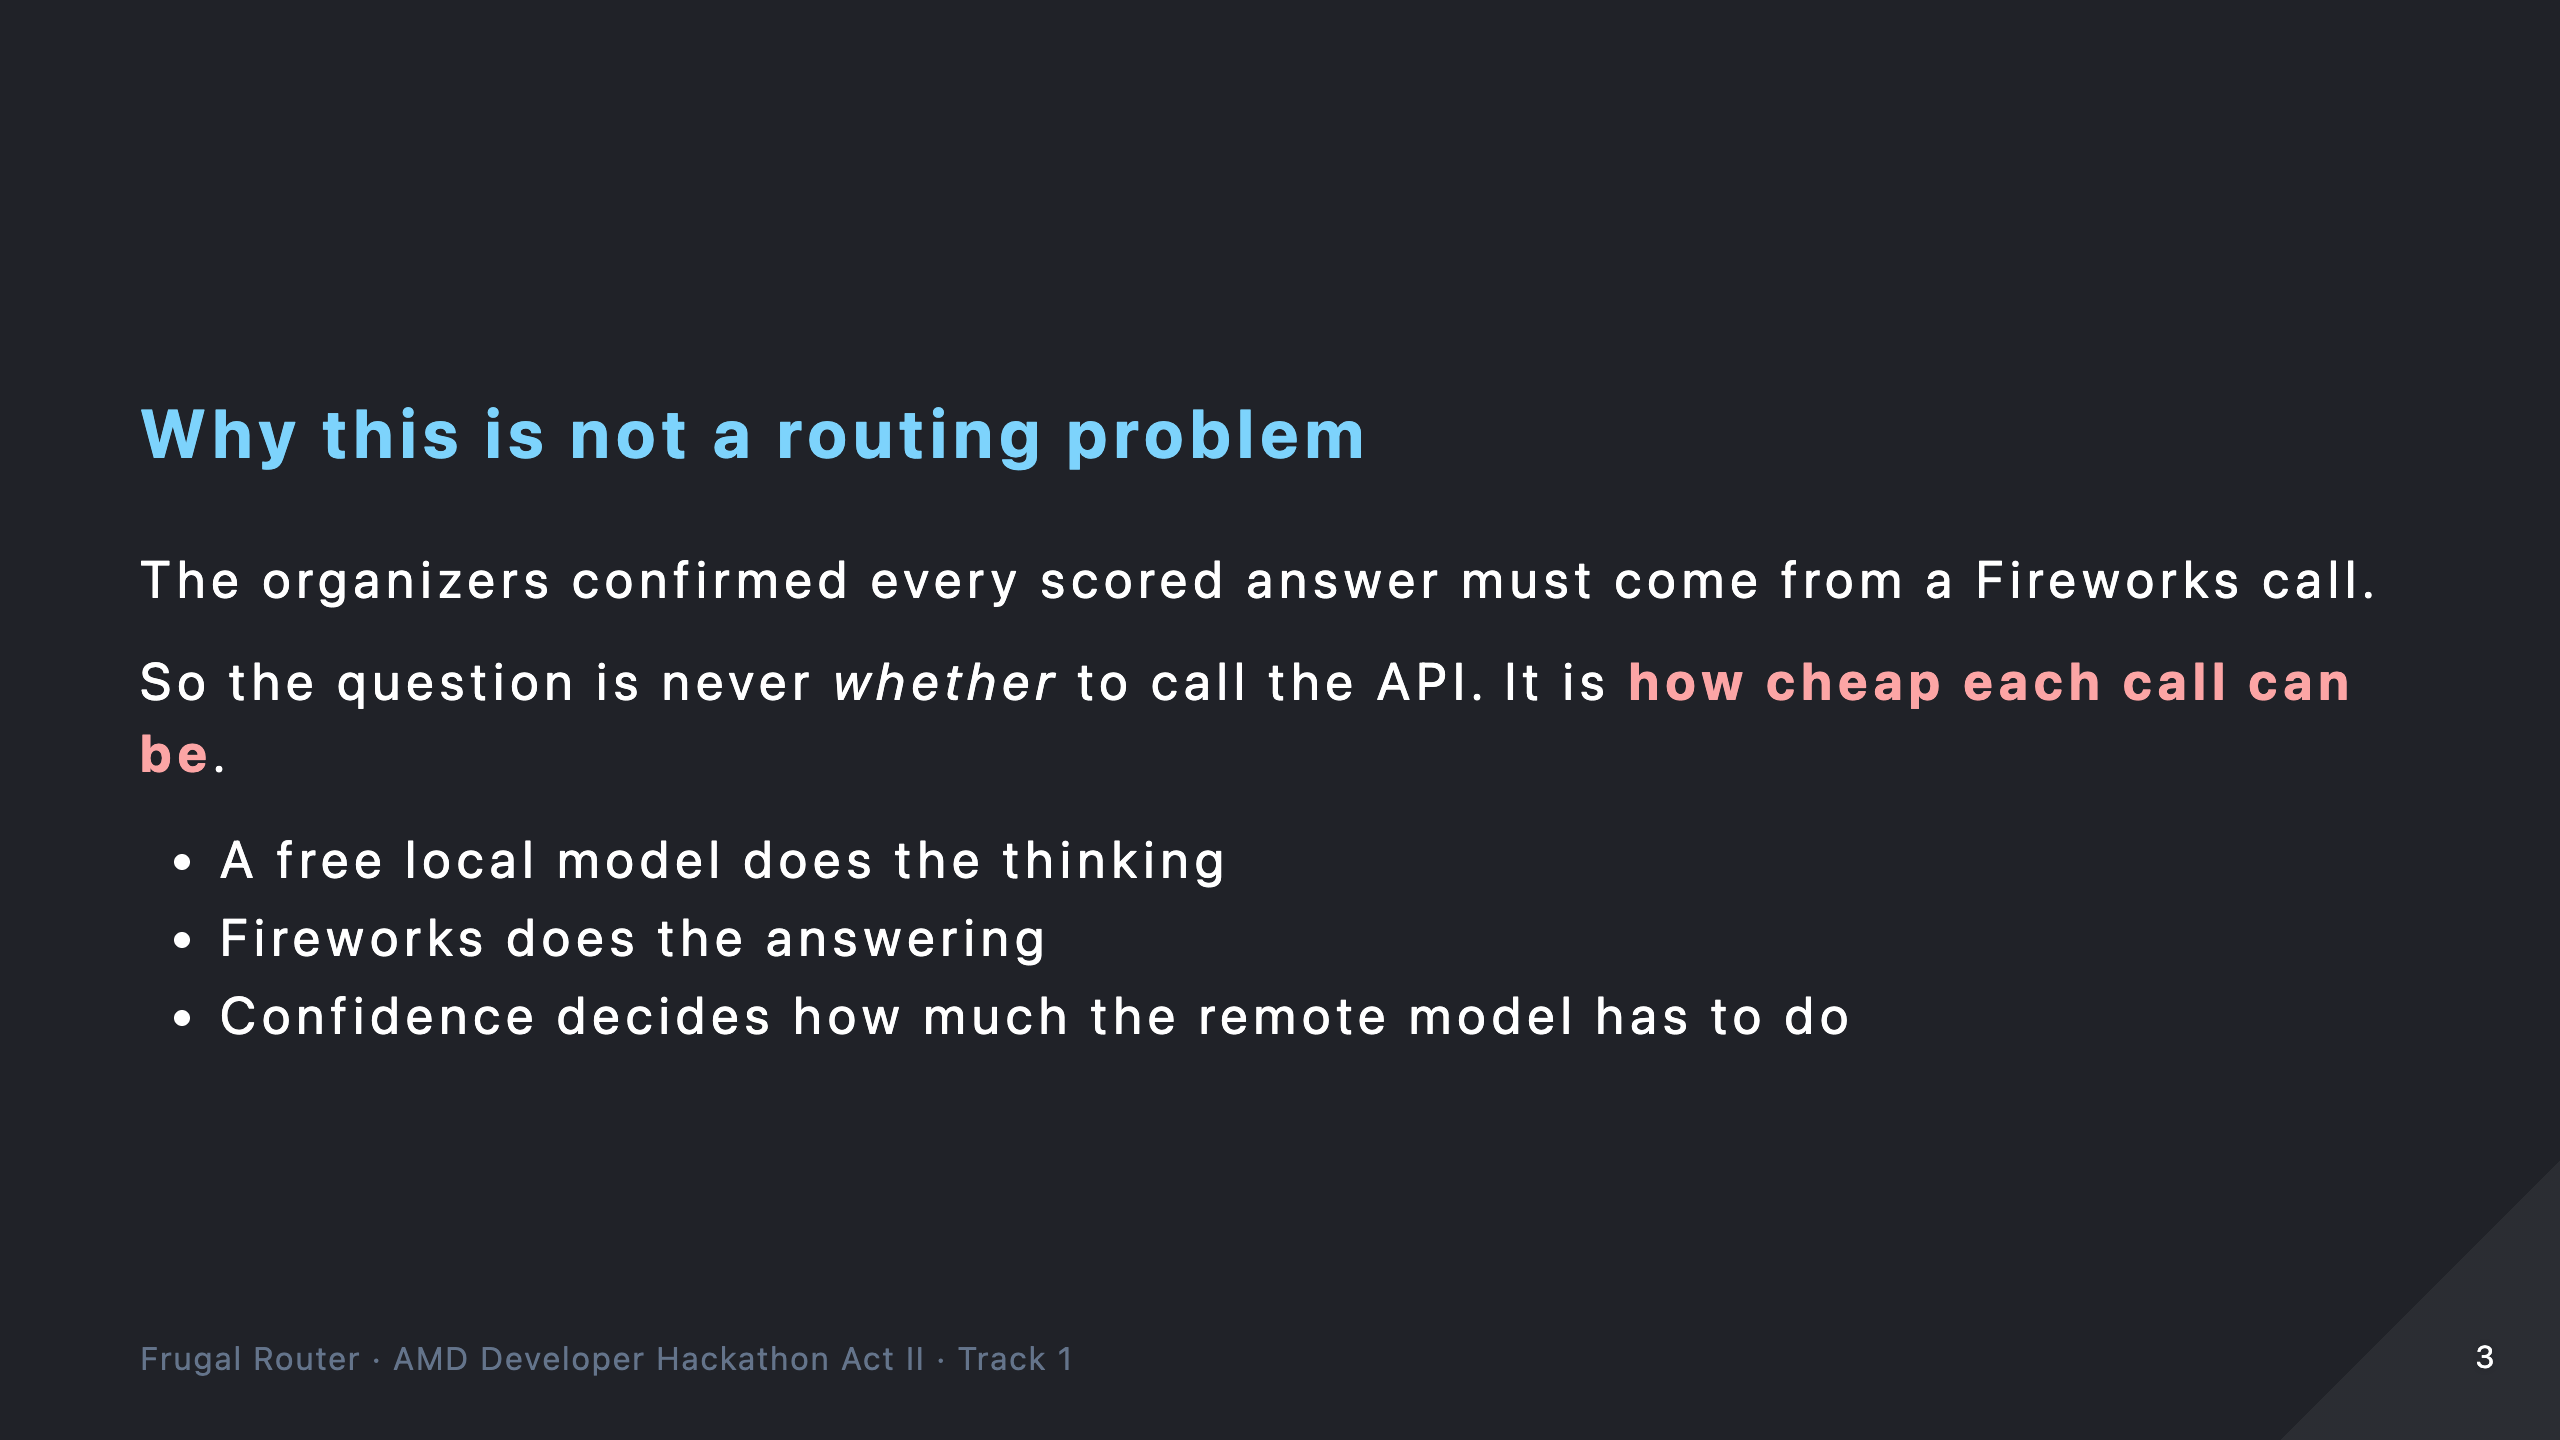 Why this is not a routing problem
The organizers confirmed every scored answer must come from a Fireworks call.
So the question is never whether to call the API. It is how cheap each call can
be.
• A free local model does the thinking
• Fireworks does the answering
• Confidence decides how much the remote model has to do
Frugal Router · AMD Developer Hackathon Act II · Track 1
3